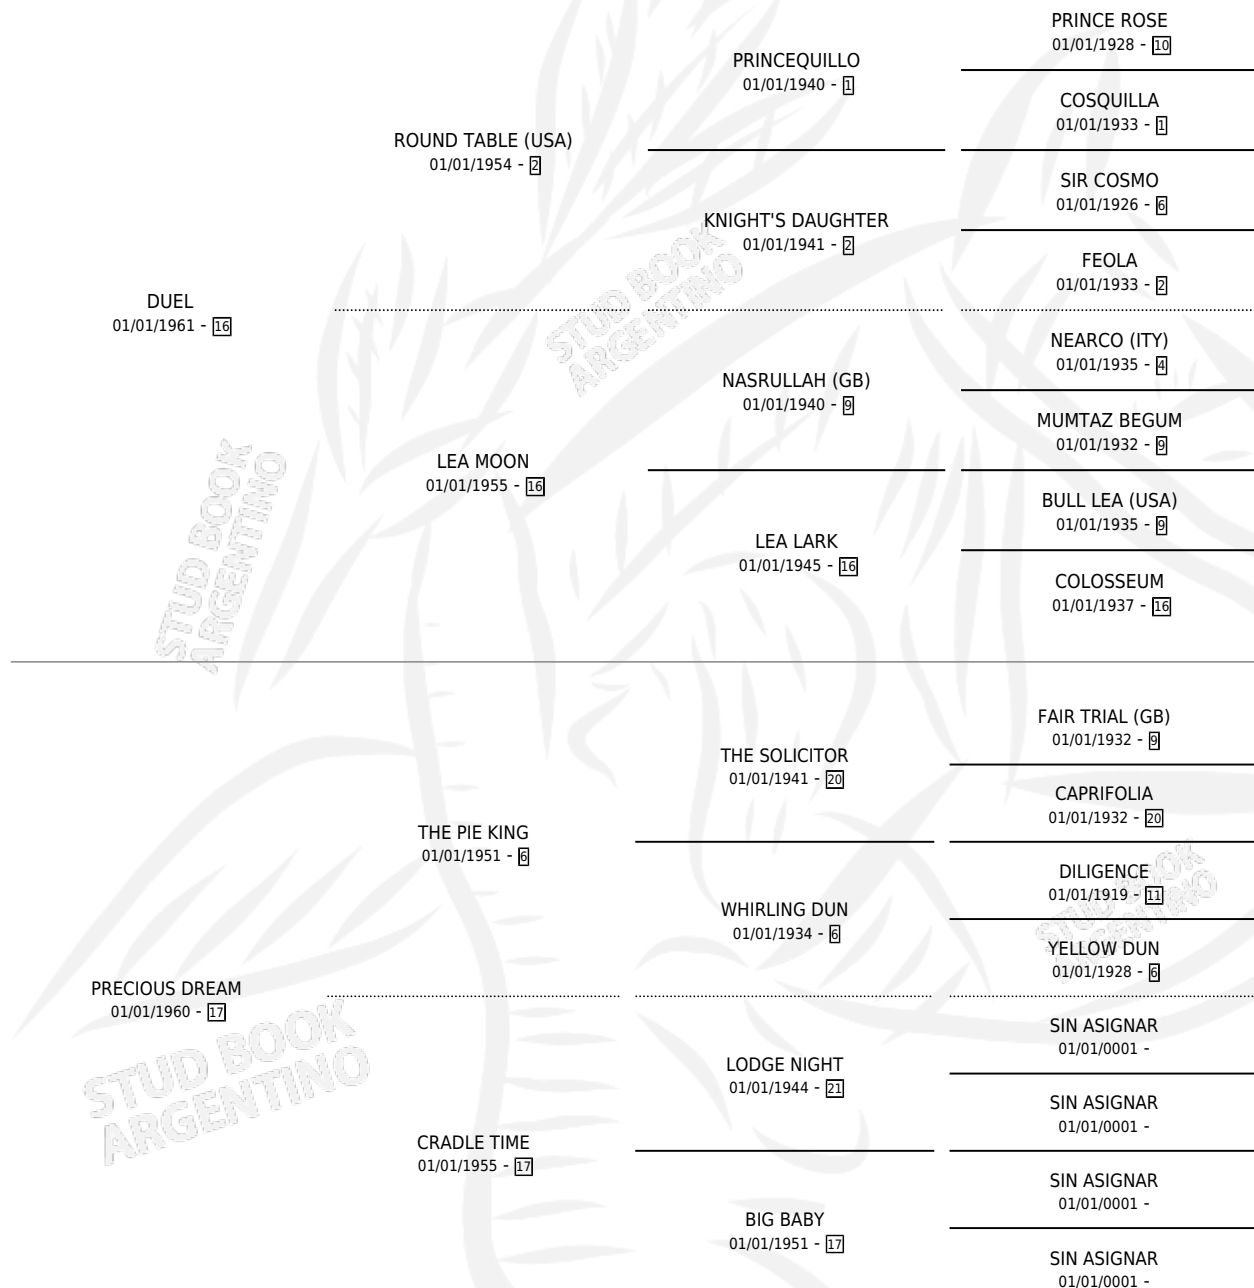 PRINCE ROSE
01/01/1928 - 10
PRINCEQUILLO
01/01/1940 - 1
COSQUILLA
01/01/1933 - 1
ROUND TABLE (USA)
01/01/1954 - 2
SIR COSMO
01/01/1926 - 6
KNIGHT'S DAUGHTER
01/01/1941 - 2
FEOLA
01/01/1933 - 2
DUEL
01/01/1961 - 16
NEARCO (ITY)
01/01/1935 - 4
NASRULLAH (GB)
01/01/1940 - 9
MUMTAZ BEGUM
01/01/1932 - 9
LEA MOON
01/01/1955 - 16
BULL LEA (USA)
01/01/1935 - 9
LEA LARK
01/01/1945 - 16
COLOSSEUM
01/01/1937 - 16
STUD BOOK
ARGENTINO
STUD BOOK
ARGENTINO
FAIR TRIAL (GB)
01/01/1932 - 9
THE SOLICITOR
01/01/1941 - 20
CAPRIFOLIA
01/01/1932 - 20
THE PIE KING
01/01/1951 - 6
DILIGENCE
01/01/1919 - 11
WHIRLING DUN
01/01/1934 - 6
YELLOW DUN
01/01/1928 - 6
STUD BOOK
ARGENTINO
PRECIOUS DREAM
01/01/1960 - 17
SIN ASIGNAR
01/01/0001 -
LODGE NIGHT
01/01/1944 - 21
SIN ASIGNAR
01/01/0001 -
CRADLE TIME
01/01/1955 - 17
SIN ASIGNAR
01/01/0001 -
BIG BABY
01/01/1951 - 17
SIN ASIGNAR
01/01/0001 -
STUD BOOK
ARGENTINO